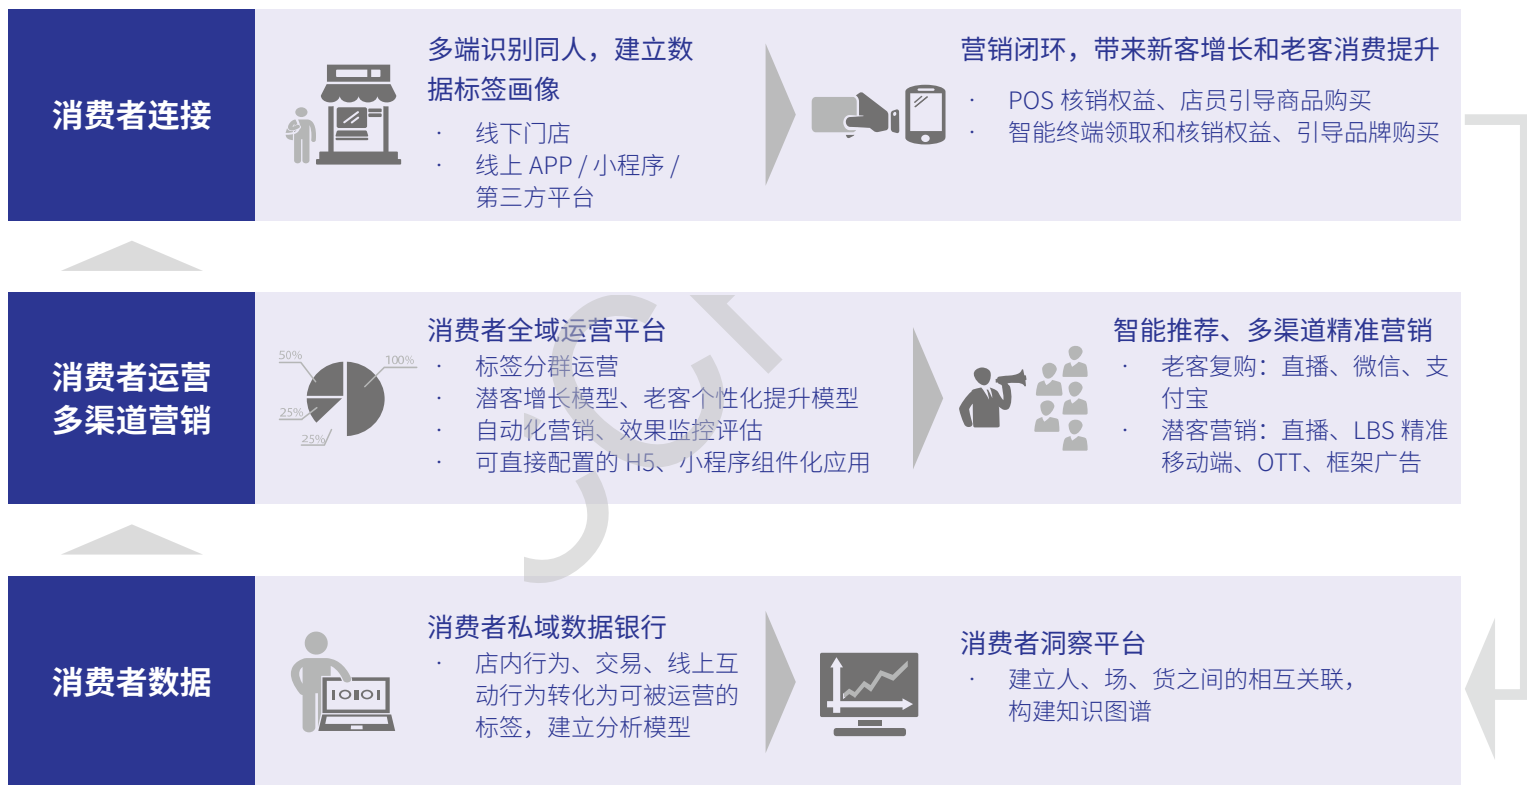 消费者连接
多端识别同人，建立数
据标签画像
· 线下门店
· 线上 APP / 小程序 /
第三方平台
营销闭环，带来新客增长和老客消费提升
· POS 核销权益、店员引导商品购买
· 智能终端领取和核销权益、引导品牌购买
消费者运营
多渠道营销
50%
100%
25%
25%
消费者全域运营平台
· 标签分群运营
· 潜客增长模型、老客个性化提升模型
· 自动化营销、效果监控评估
· 可直接配置的 H5、小程序组件化应用
智能推荐、多渠道精准营销
· 老客复购：直播、微信、支
付宝
· 潜客营销：直播、LBS 精准
移动端、OTT、框架广告
消费者数据
IOIOI
消费者私域数据银行
· 店内行为、交易、线上互
动行为转化为可被运营的
标签，建立分析模型
消费者洞察平台
· 建立人、场、货之间的相互关联，
构建知识图谱